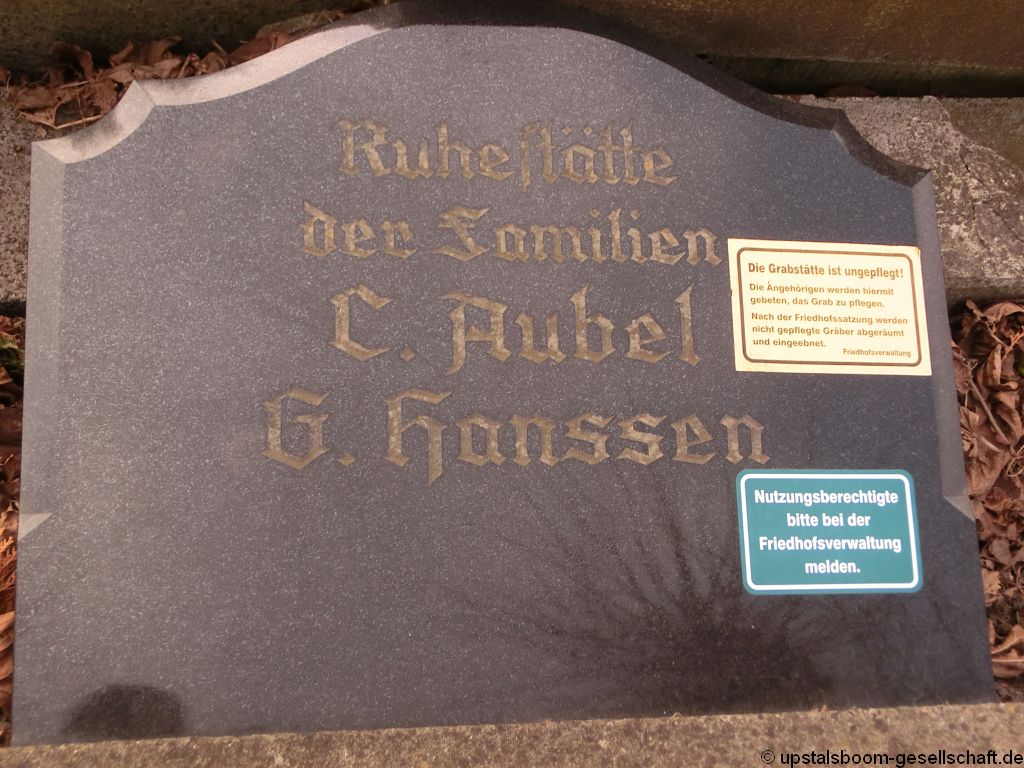 Ruhestätte
der Familien
C. Aubel
G. Hanssen
Die Grabstätte ist ungepflegt!
Die Angehörigen werden hiermit
gebeten, das Grab zu pflegen.
Nach der Friedhofssatzung werden
nicht gepflegte Gräber abgeräumt
und eingeebnet.
Friedhofsverwaltung
Nutzungsberechtigte
bitte bei der
Friedhofsverwaltung
melden.
© upstalsboom-gesellschaft.de